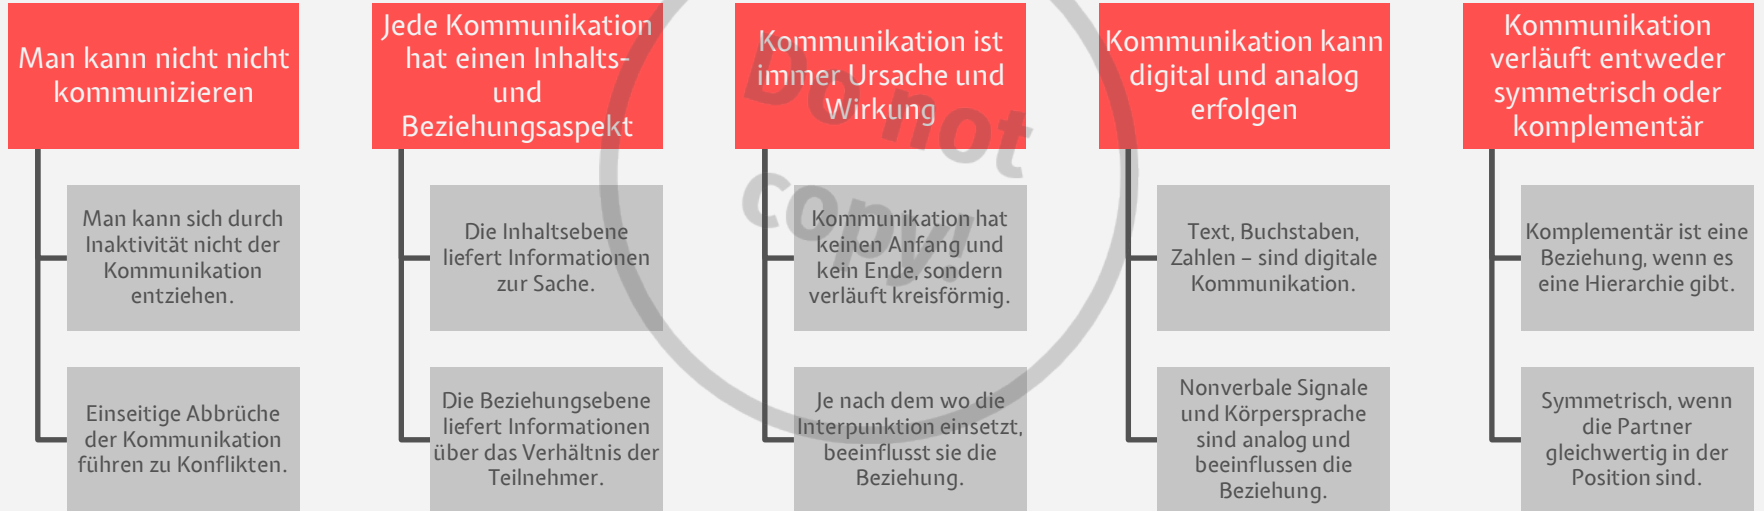 Man kann nicht nicht
kommunizieren
Man kann sich durch
Inaktivität nicht der
Kommunikation
entziehen.
Einseitige Abbrüche
der Kommunikation
führen zu Konflikten.
Jede Kommunikation
hat einen Inhalts-
und
Beziehungsaspekt
Die Inhaltsebene
liefert Informationen
zur Sache.
Die Beziehungsebene
liefert Informationen
über das Verhältnis der
Teilnehmer.
Kommunikation ist
immer Ursache und
Wirkung
Kommunikation hat
keinen Anfang und
kein Ende, sondern
verläuft kreisförmig.
Je nach dem wo die
Interpunktion einsetzt,
beeinflusst sie die
Beziehung.
Kommunikation kann
digital und analog
erfolgen
Text, Buchstaben,
Zahlen – sind digitale
Kommunikation.
Nonverbale Signale
und Körpersprache
sind analog und
beeinflussen die
Beziehung.
Kommunikation
verläuft entweder
symmetrisch oder
komplementär
Komplementär ist eine
Beziehung, wenn es
eine Hierarchie gibt.
Symmetrisch, wenn
die Partner
gleichwertig in der
Position sind.
Do not
copy!